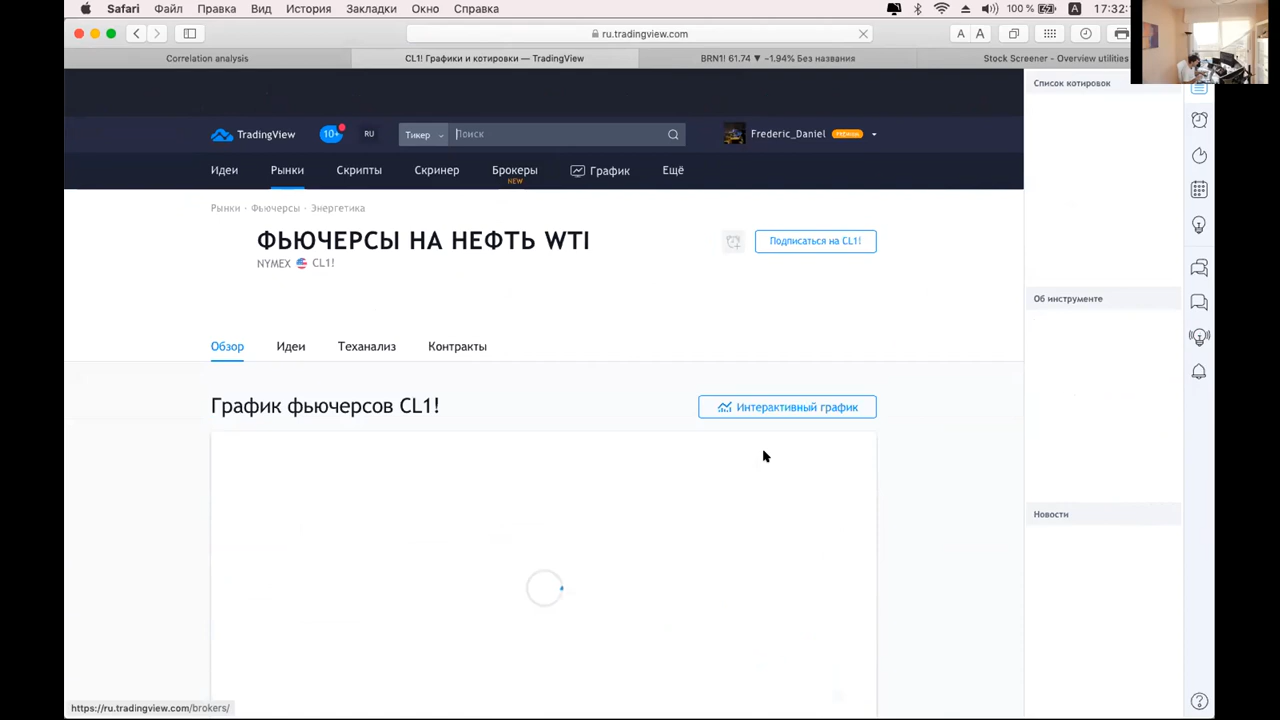 Safari Файл Правка Вид История Закладки Окно Справка 100 % A 17:32
ru.tradingview.com A A
Correlation analysis CL1! Графики и котировки — TradingView BRN1! 61.74 ▼ −1.94% Без названия Stock Screener - Overview utilities
Список котировок
TradingView 10+ RU Тикер Поиск Frederic_Daniel
Идеи Рынки Скрипты Скринер Брокеры График Ещё
NEW
Рынки · Фьючерсы · Энергетика
ФЬЮЧЕРСЫ НА НЕФТЬ WTI
Подписаться на CL1!
NYMEX CL1!
Об инструменте
Обзор Идеи Теханализ Контракты
График фьючерсов CL1! Интерактивный график
Новости
https://ru.tradingview.com/brokers/